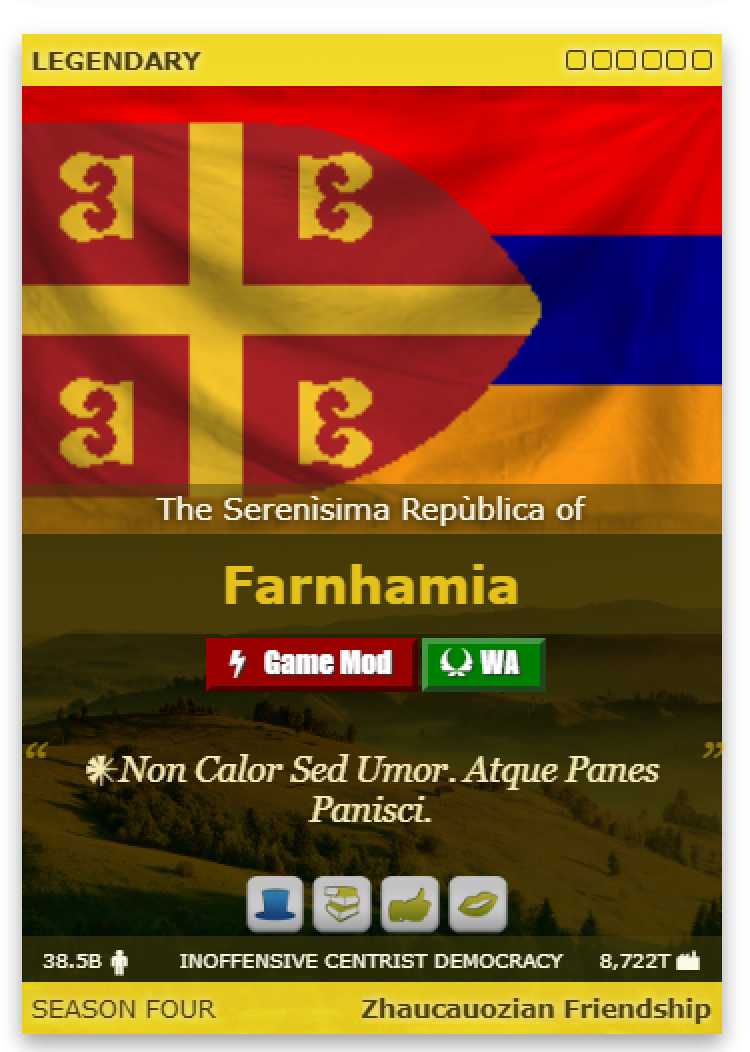 LEGENDARY
The Serenìsima Repùblica of
Farnhamia
Game Mod WA
“ ✳Non Calor Sed Umor. Atque Panes ”
Panisci.
38.5B INOFFENSIVE CENTRIST DEMOCRACY 8,722T
SEASON FOUR Zhaucauozian Friendship